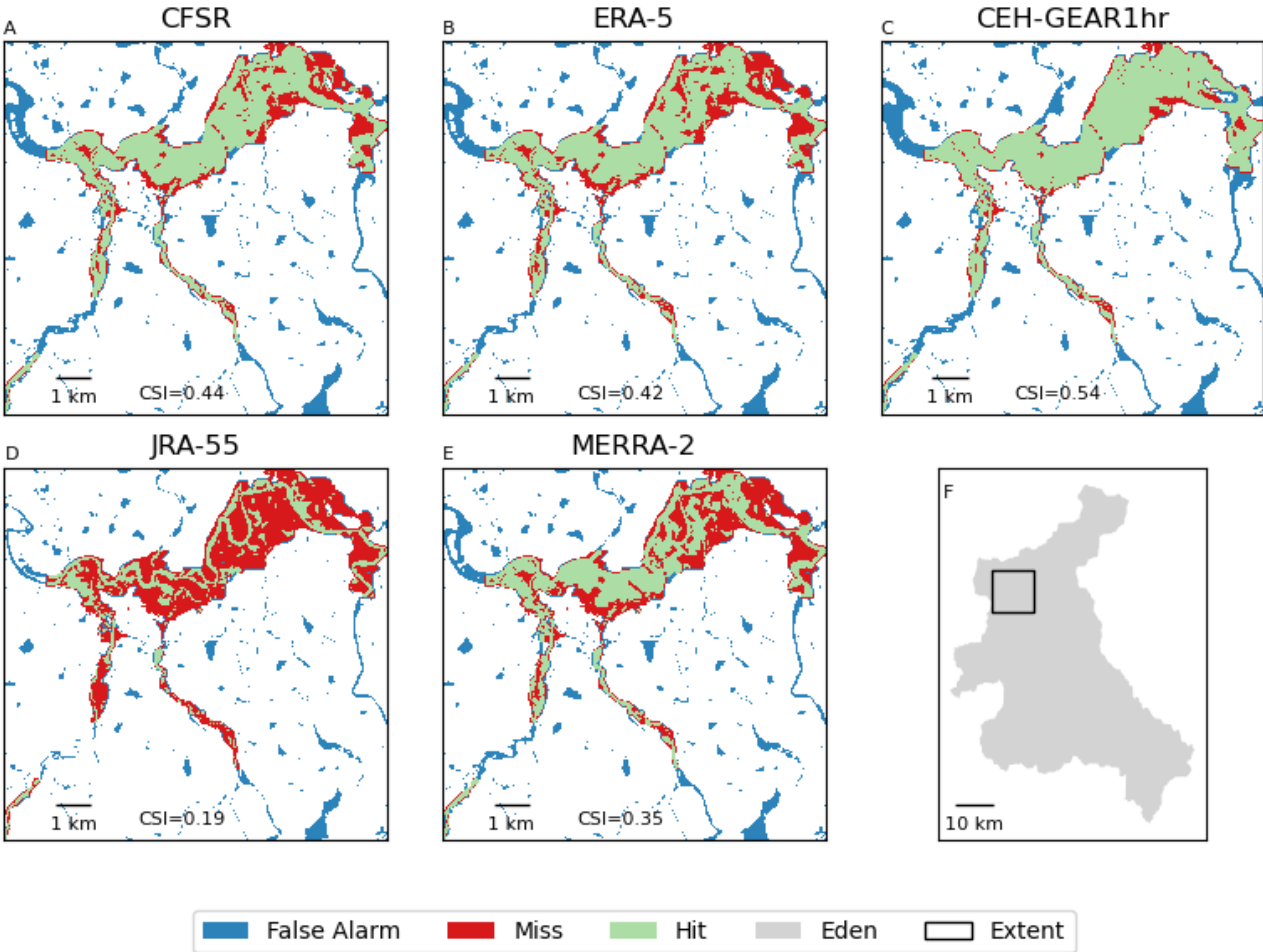 A CFSR
B ERA-5
C CEH-GEAR1hr
1 km CSI=0.44
1 km CSI=0.42
1 km CSI=0.54
D JRA-55
E MERRA-2
F
1 km CSI=0.19
1 km CSI=0.35
10 km
False Alarm Miss Hit Eden Extent